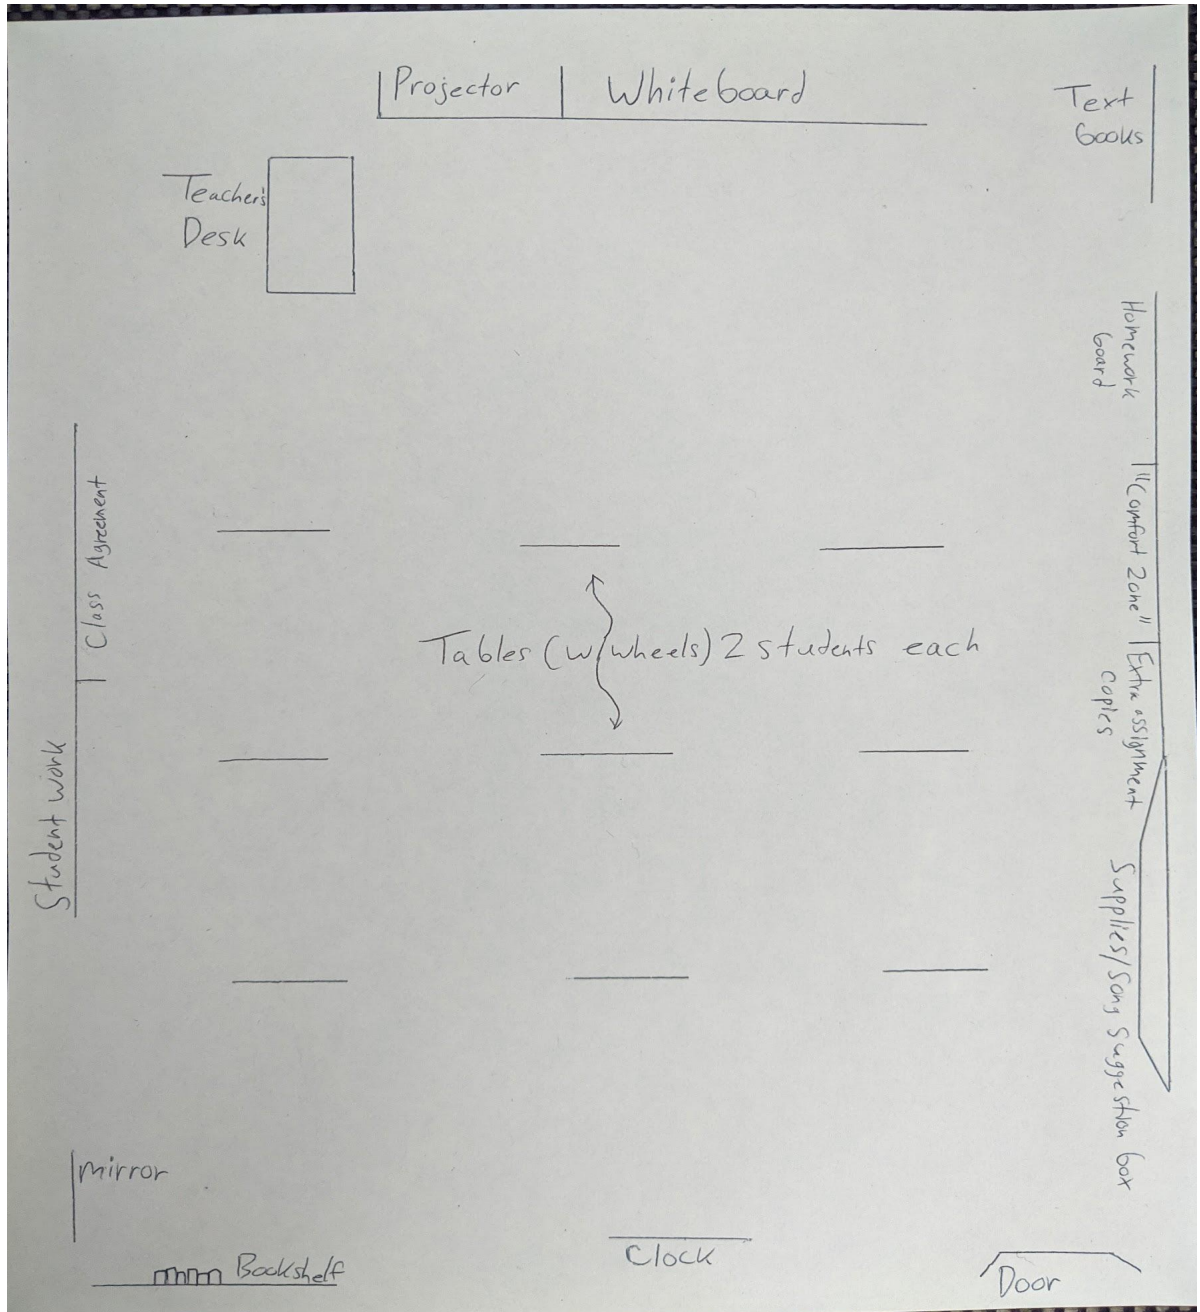 Projector
Whiteboard
Text
books
Teacher's
Desk
Homework
board
"Comfort Zone"
Class Agreement
Tables (w/wheels) 2 students each
Extra assignment
copies
Student work
Supplies/Song Suggestion box
mirror
Bookshelf
Clock
Door